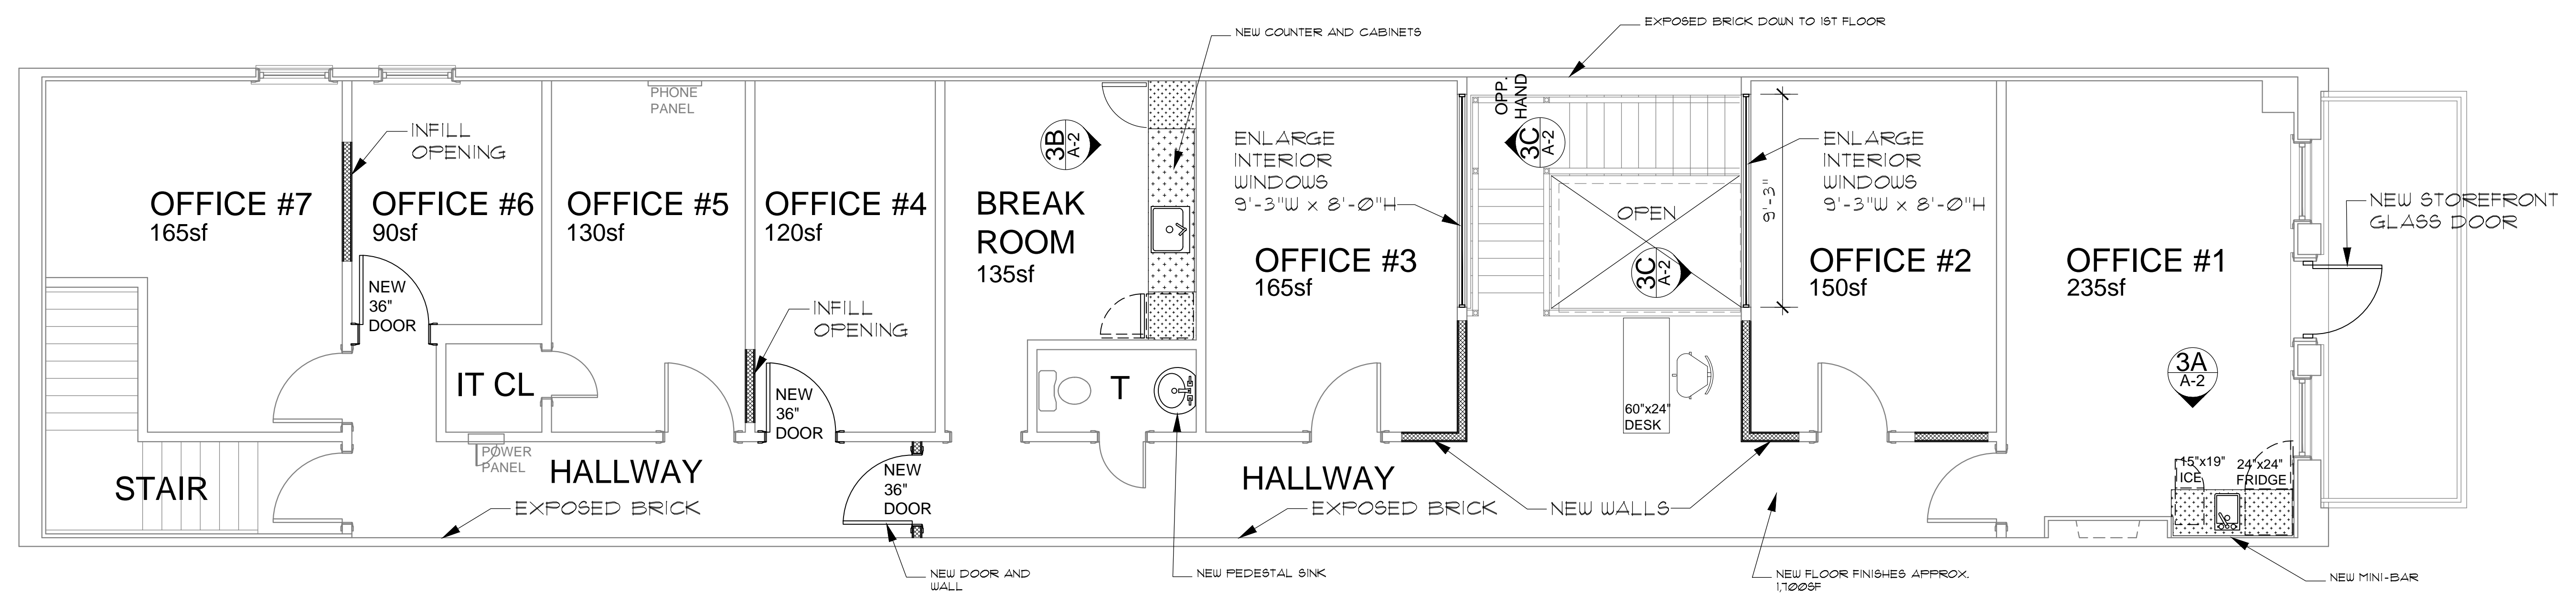 EXPOSED BRICK DOWN TO 1ST FLOOR
NEW COUNTER AND CABINETS
OPP.
HAND
PHONE
PANEL
INFILL
OPENING
3B
A-2
ENLARGE
INTERIOR
WINDOWS
9'-3"W x 8'-0"H
3C
A-2
ENLARGE
INTERIOR
WINDOWS
9'-3"W x 8'-0"H
9'-3"
NEW STOREFRONT
GLASS DOOR
OFFICE #7
165sf
OFFICE #6
90sf
OFFICE #5
130sf
OFFICE #4
120sf
BREAK
ROOM
135sf
OFFICE #3
165sf
OPEN
3C
A-2
OFFICE #2
150sf
OFFICE #1
235sf
NEW
36"
DOOR
INFILL
OPENING
IT CL
NEW
36"
DOOR
T
60"x24"
DESK
3A
A-2
STAIR
POWER
PANEL
HALLWAY
NEW
36"
DOOR
HALLWAY
15"x19"
ICE
24"x24"
FRIDGE
EXPOSED BRICK
EXPOSED BRICK
NEW WALLS
NEW DOOR AND
WALL
NEW PEDESTAL SINK
NEW FLOOR FINISHES APPROX.
1,700SF
NEW MINI-BAR